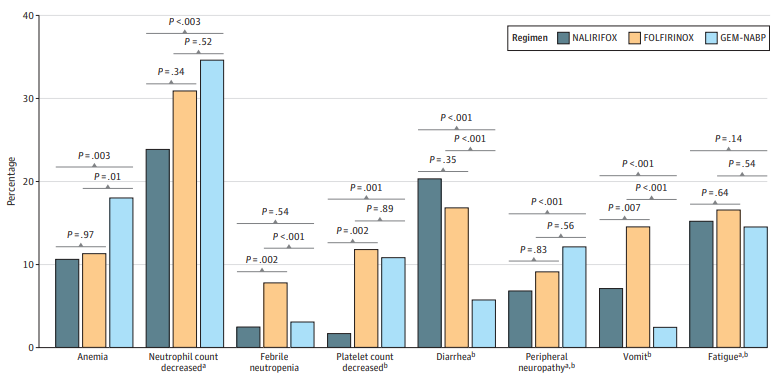 40
30
20
10
0
Percentage
Regimen NALIRIFOX FOLFIRINOX GEM-NABP
P = .003
P = .01
P = .97
P <.003
P = .52
P = .34
P = .54
P <.001
P = .002
P = .001
P = .89
P = .002
P <.001
P <.001
P = .35
P <.001
P = .56
P = .83
P <.001
P <.001
P = .007
P = .14
P = .54
P = .64
Anemia
Neutrophil count
decreasedᵃ
Febrile
neutropenia
Platelet count
decreasedᵇ
Diarrheaᵇ
Peripheral
neuropathyᵃ,ᵇ
Vomitᵇ
Fatigueᵃ,ᵇ